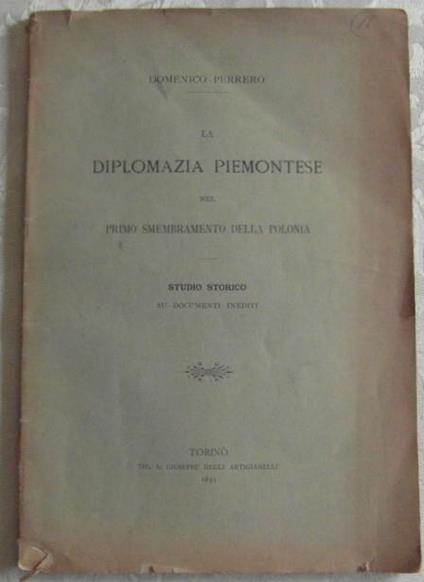 DOMENICO PERRERO
LA
DIPLOMAZIA PIEMONTESE
NEL
PRIMO SMEMBRAMENTO DELLA POLONIA
STUDIO STORICO
SU DOCUMENTI INEDITI
TORINO
TIP. S. GIUSEPPE DEGLI ARTIGIANELLI